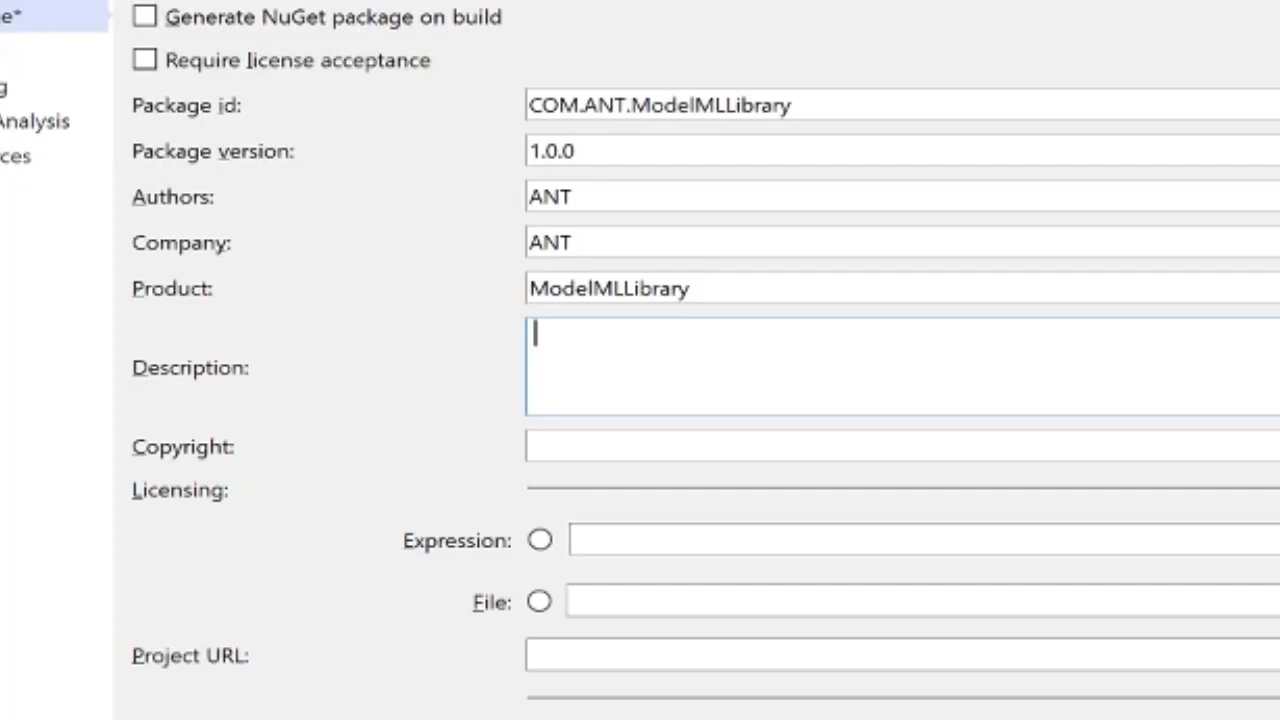 e*
Generate NuGet package on build
Require license acceptance
g
Package id: COM.ANT.ModelMLLibrary
Analysis
Package version: 1.0.0
ces
Authors: ANT
Company: ANT
Product: ModelMLLibrary
Description:
Copyright:
Licensing:
Expression:
File:
Project URL: